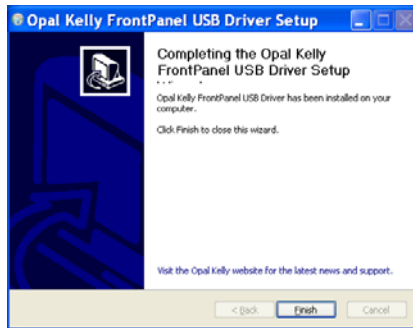 Opal Kelly FrontPanel USB Driver Setup
Completing the Opal Kelly
FrontPanel USB Driver Setup
Opal Kelly FrontPanel USB Driver has been installed on your
computer.
Click Finish to close this wizard.
Visit the Opal Kelly website for the latest news and support.
< Back
Finish
Cancel